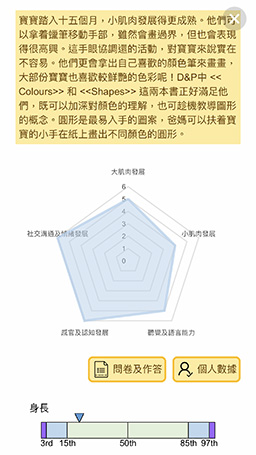 寶寶踏入十五個月，小肌肉發展得更成熟。他們可
以拿着蠟筆移動手部，雖然會畫過界，但也會表現
得很高興。這手眼協調遊的活動，對寶寶來說實在
不容易。他們更會拿出自己喜歡的顏色筆來畫畫，
大部份寶寶也喜歡較鮮艷的色彩呢！D&P中 <<
Colours>> 和 <<Shapes>> 這兩本書正好滿足他
們，既可以加深對顏色的理解，也可趁機教導圖形
的概念。圓形是最易入手的圖案，爸媽可以扶着寶
寶的小手在紙上畫出不同顏色的圓形。
大肌肉發展
6
5
4
3
2
1
0
社交溝通及情緒發展
小肌肉發展
感官及認知發展
聽覺及語言能力
問卷及作答
個人數據
身長
3rd 15th 50th 85th 97th